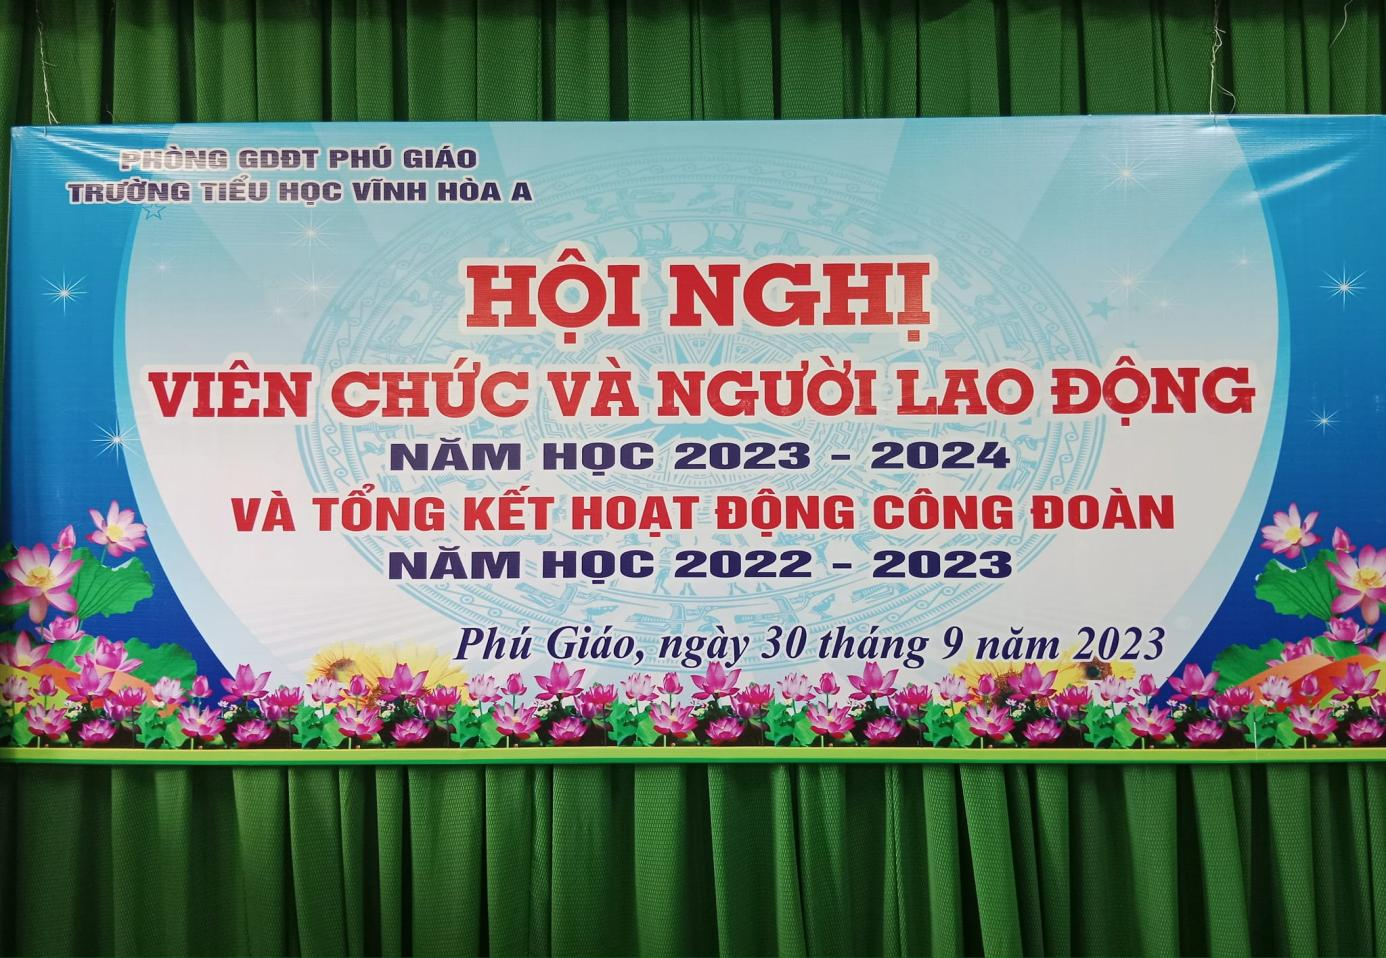 PHÒNG GDĐT PHÚ GIÁO
TRƯỜNG TIỂU HỌC VĨNH HÒA A
HỘI NGHỊ
VIÊN CHỨC VÀ NGƯỜI LAO ĐỘNG
NĂM HỌC 2023 - 2024
VÀ TỔNG KẾT HOẠT ĐỘNG CÔNG ĐOÀN
NĂM HỌC 2022 - 2023
Phú Giáo, ngày 30 tháng 9 năm 2023